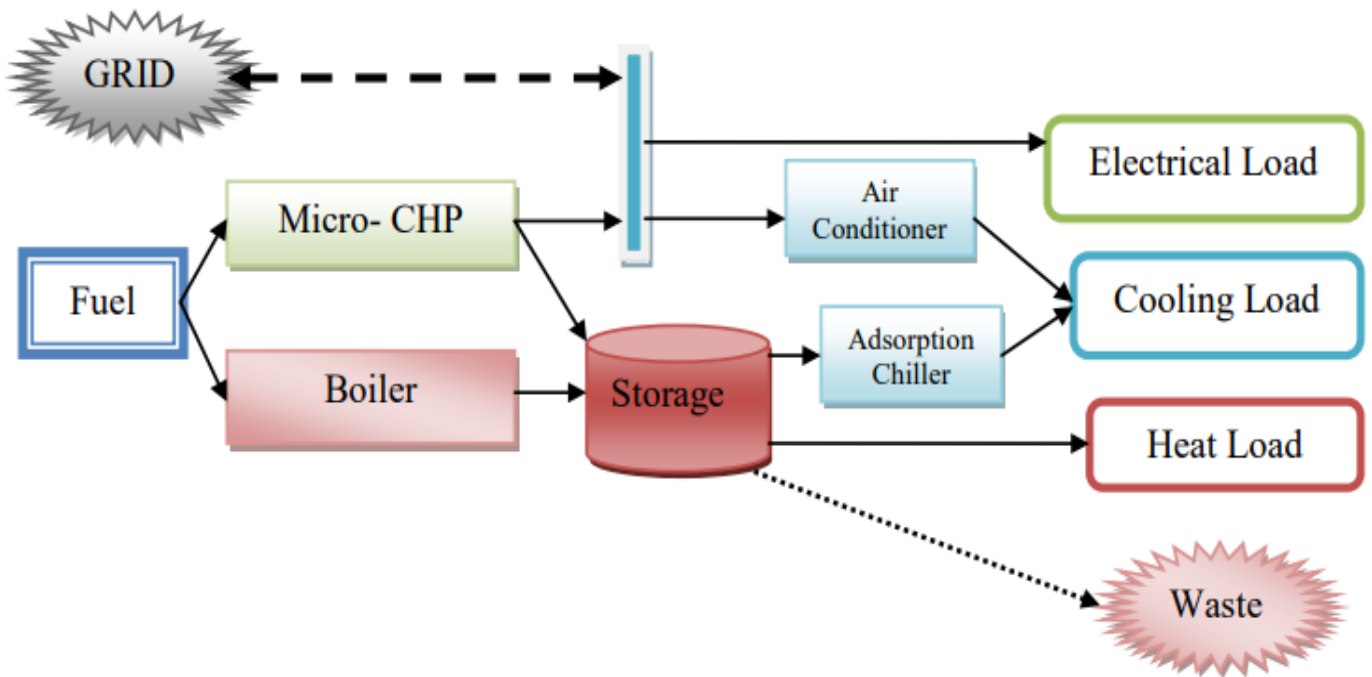 GRID
Electrical Load
Micro- CHP
Air
Conditioner
Fuel
Cooling Load
Boiler
Storage
Adsorption
Chiller
Heat Load
Waste